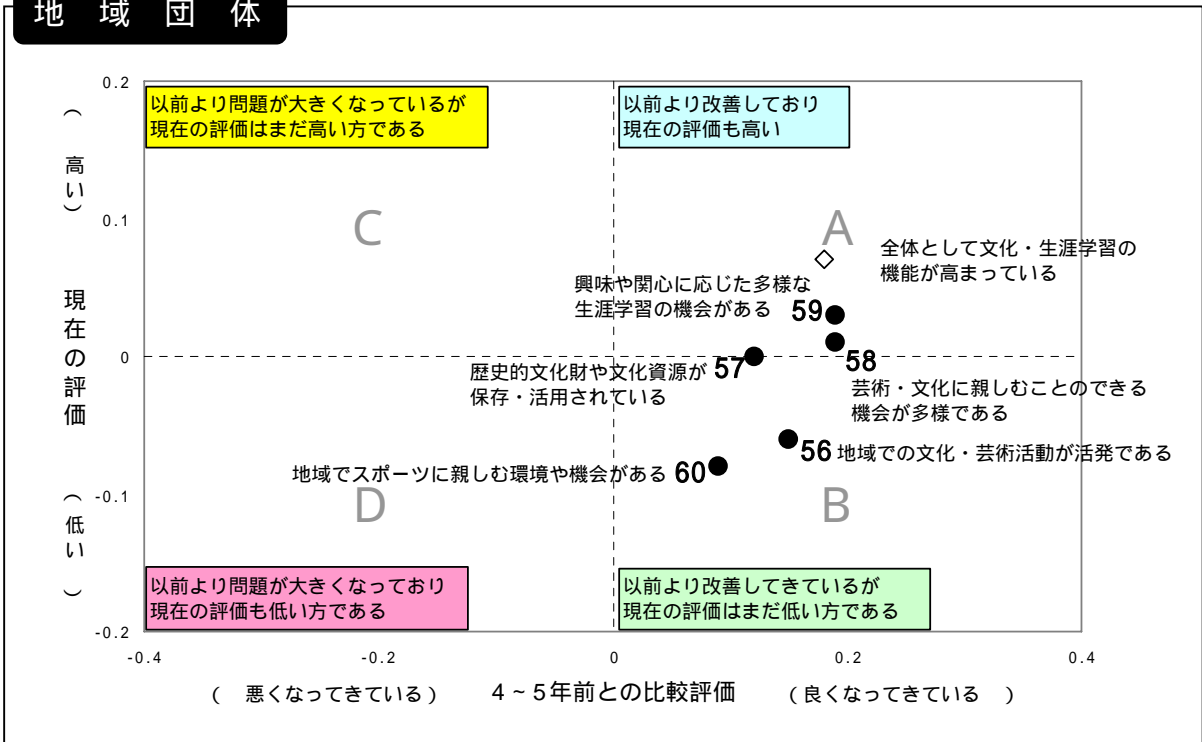 地域団体
0.2
0.1
0
-0.1
-0.2
（高い）
現在の評価
（低い）
以前より問題が大きくなっているが
現在の評価はまだ高い方である
以前より改善しており
現在の評価も高い
C
A
全体として文化・生涯学習の
機能が高まっている
興味や関心に応じた多様な
生涯学習の機会がある
59
58
芸術・文化に親しむことのできる
機会が多様である
歴史的文化財や文化資源が
保存・活用されている
57
56 地域での文化・芸術活動が活発である
地域でスポーツに親しむ環境や機会がある 60
D
B
以前より問題が大きくなっており
現在の評価も低い方である
以前より改善してきているが
現在の評価はまだ低い方である
-0.4
-0.2
0
0.2
0.4
（ 悪くなってきている） ４～５年前との比較評価 （良くなってきている ）